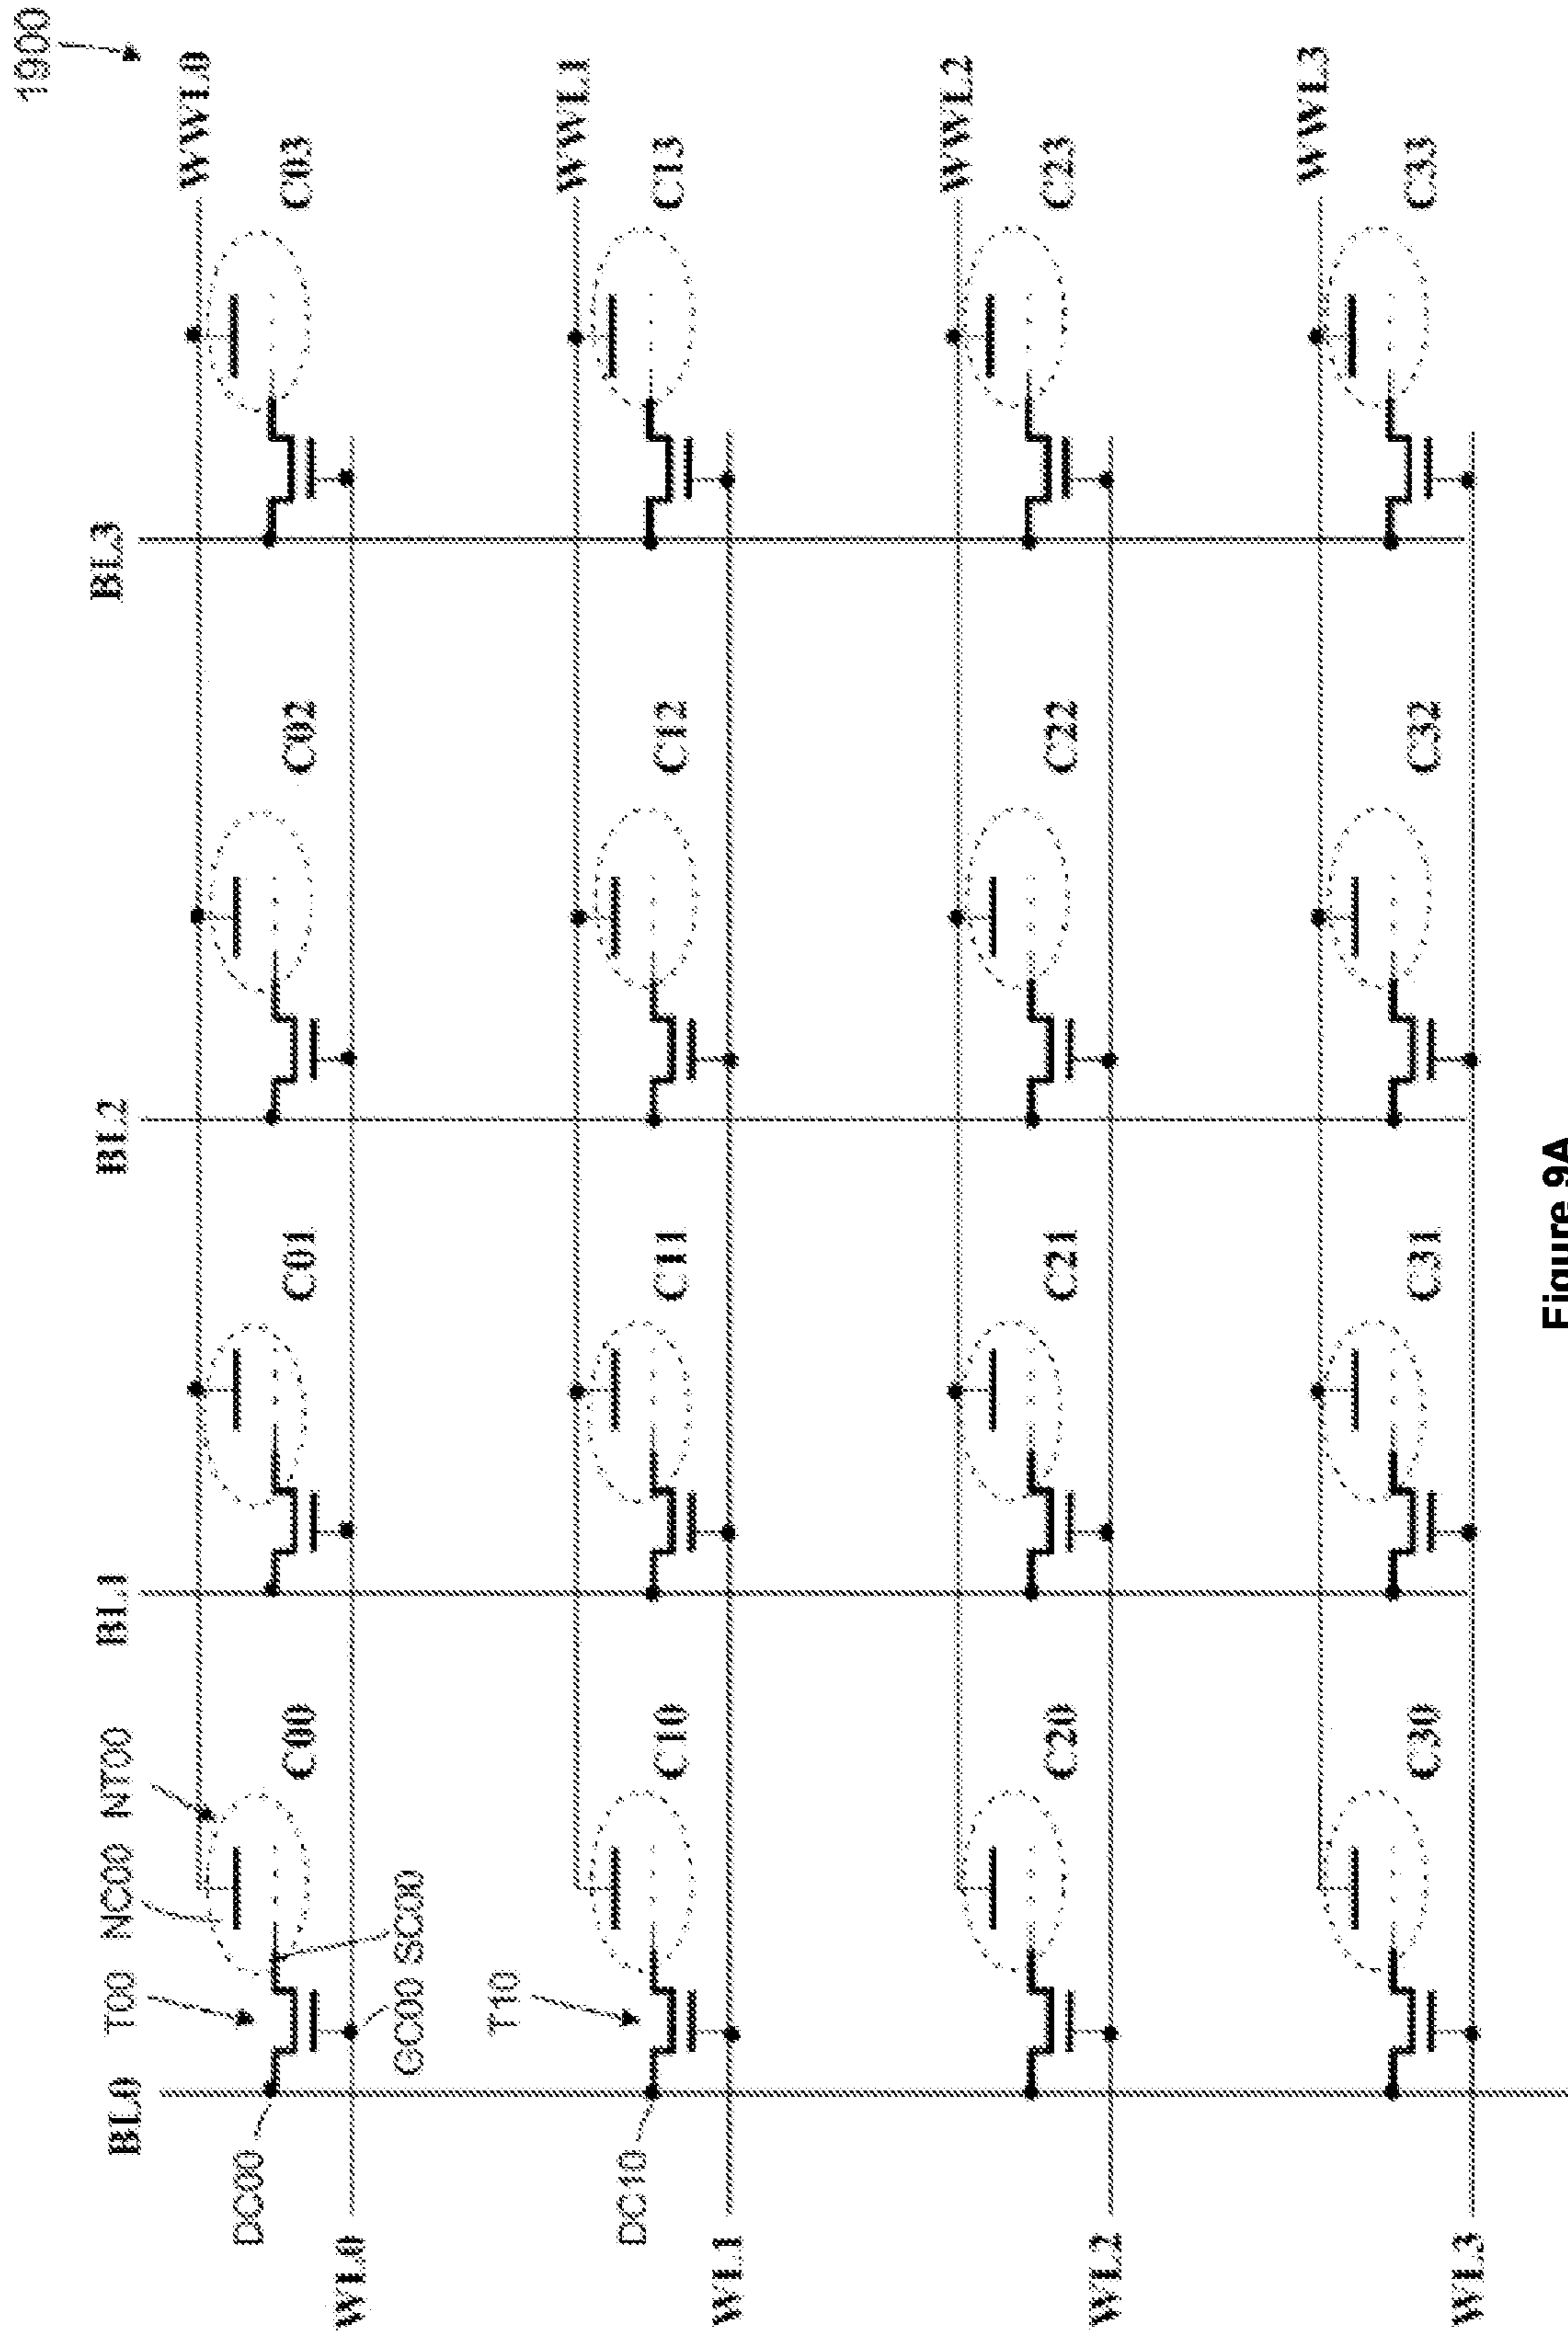 1900
BL0
BL1
BL2
BL3
WWL0
T00
NC00
NT00
DC00
C00
C01
C02
C03
GC00
SC00
WL0
WWL1
T10
DC10
C10
C11
C12
C13
WL1
WWL2
C20
C21
C22
C23
WL2
WWL3
C30
C31
C32
C33
WL3
Figure 9A